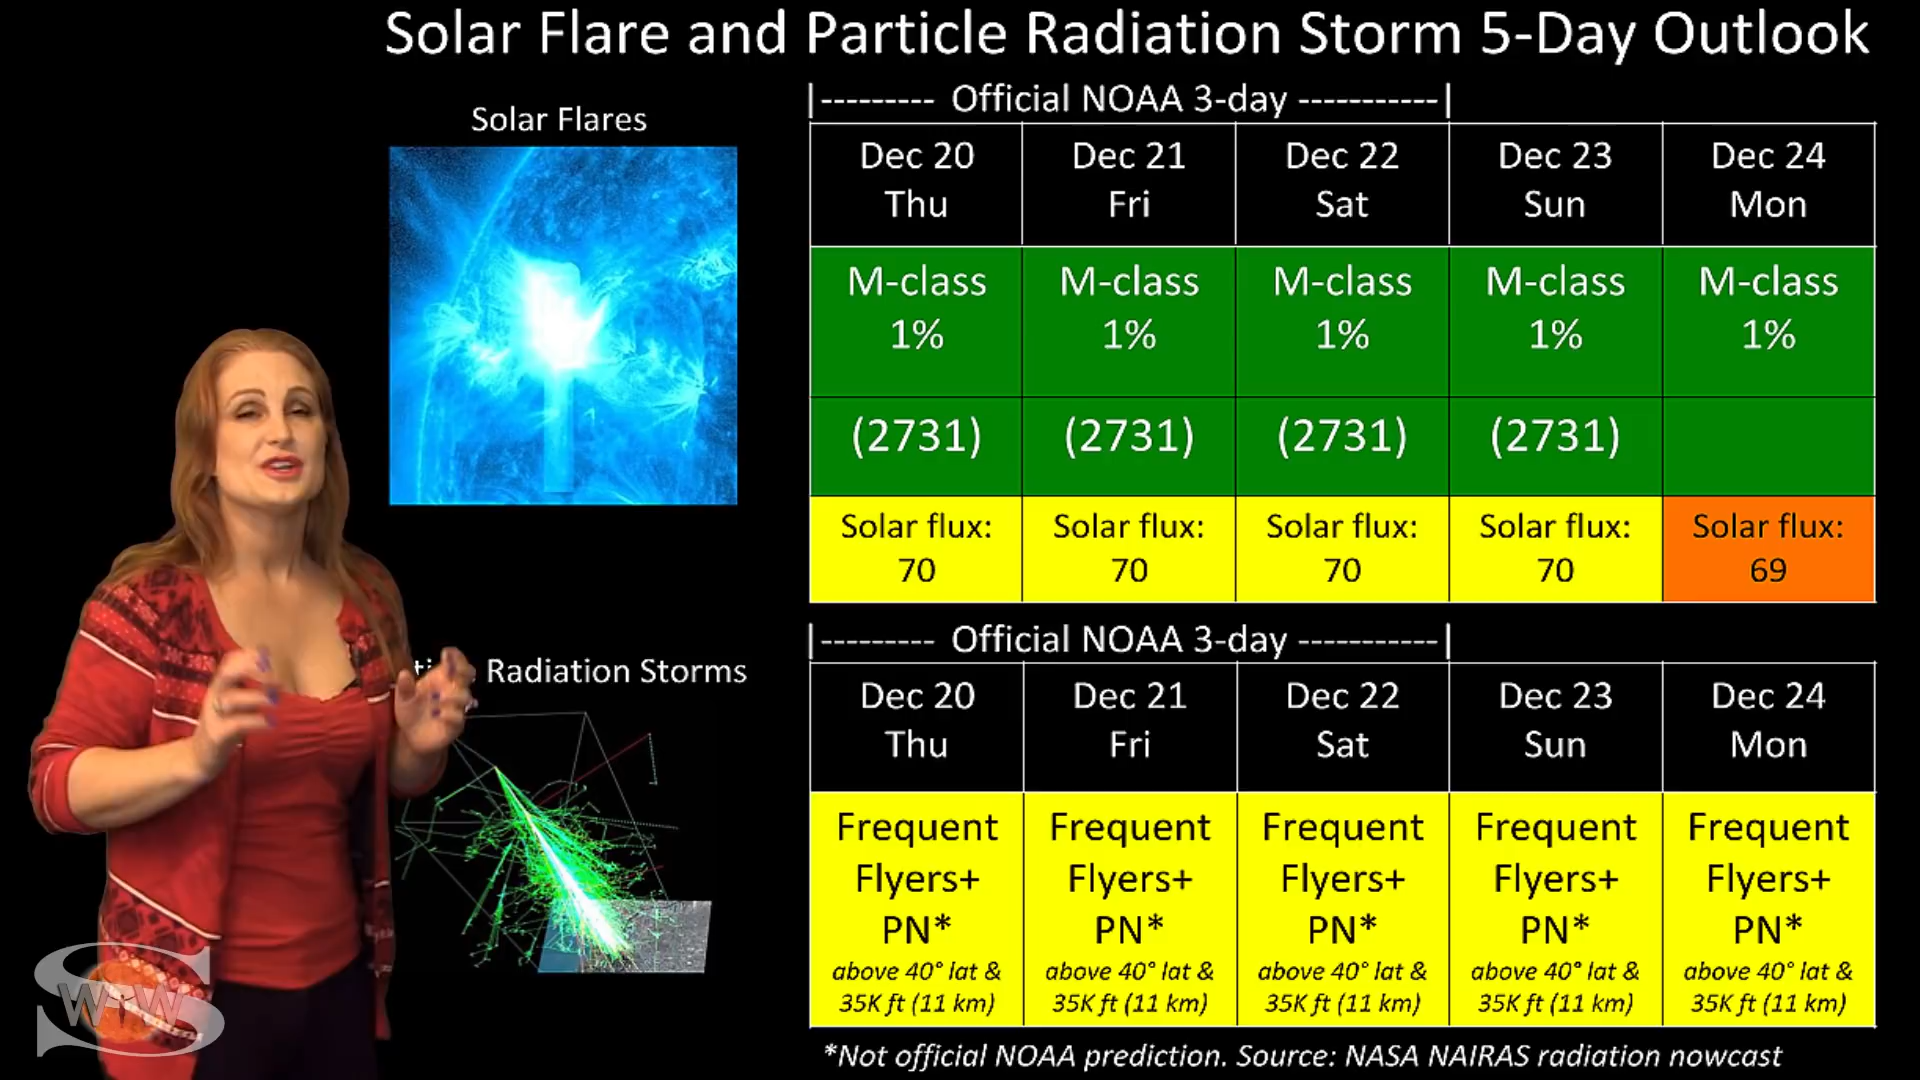 Solar Flare and Particle Radiation Storm 5-Day Outlook
Solar Flares
|--------- Official NOAA 3-day -----------|
Dec 20 Dec 21 Dec 22 Dec 23 Dec 24
Thu Fri Sat Sun Mon
M-class M-class M-class M-class M-class
1% 1% 1% 1% 1%
(2731) (2731) (2731) (2731)
Solar flux: Solar flux: Solar flux: Solar flux: Solar flux:
70 70 70 70 69
Radiation Storms
|--------- Official NOAA 3-day -----------|
Dec 20 Dec 21 Dec 22 Dec 23 Dec 24
Thu Fri Sat Sun Mon
Frequent Frequent Frequent Frequent Frequent
Flyers+ Flyers+ Flyers+ Flyers+ Flyers+
PN* PN* PN* PN* PN*
above 40° lat & above 40° lat & above 40° lat & above 40° lat & above 40° lat &
35K ft (11 km) 35K ft (11 km) 35K ft (11 km) 35K ft (11 km) 35K ft (11 km)
*Not official NOAA prediction. Source: NASA NAIRAS radiation nowcast